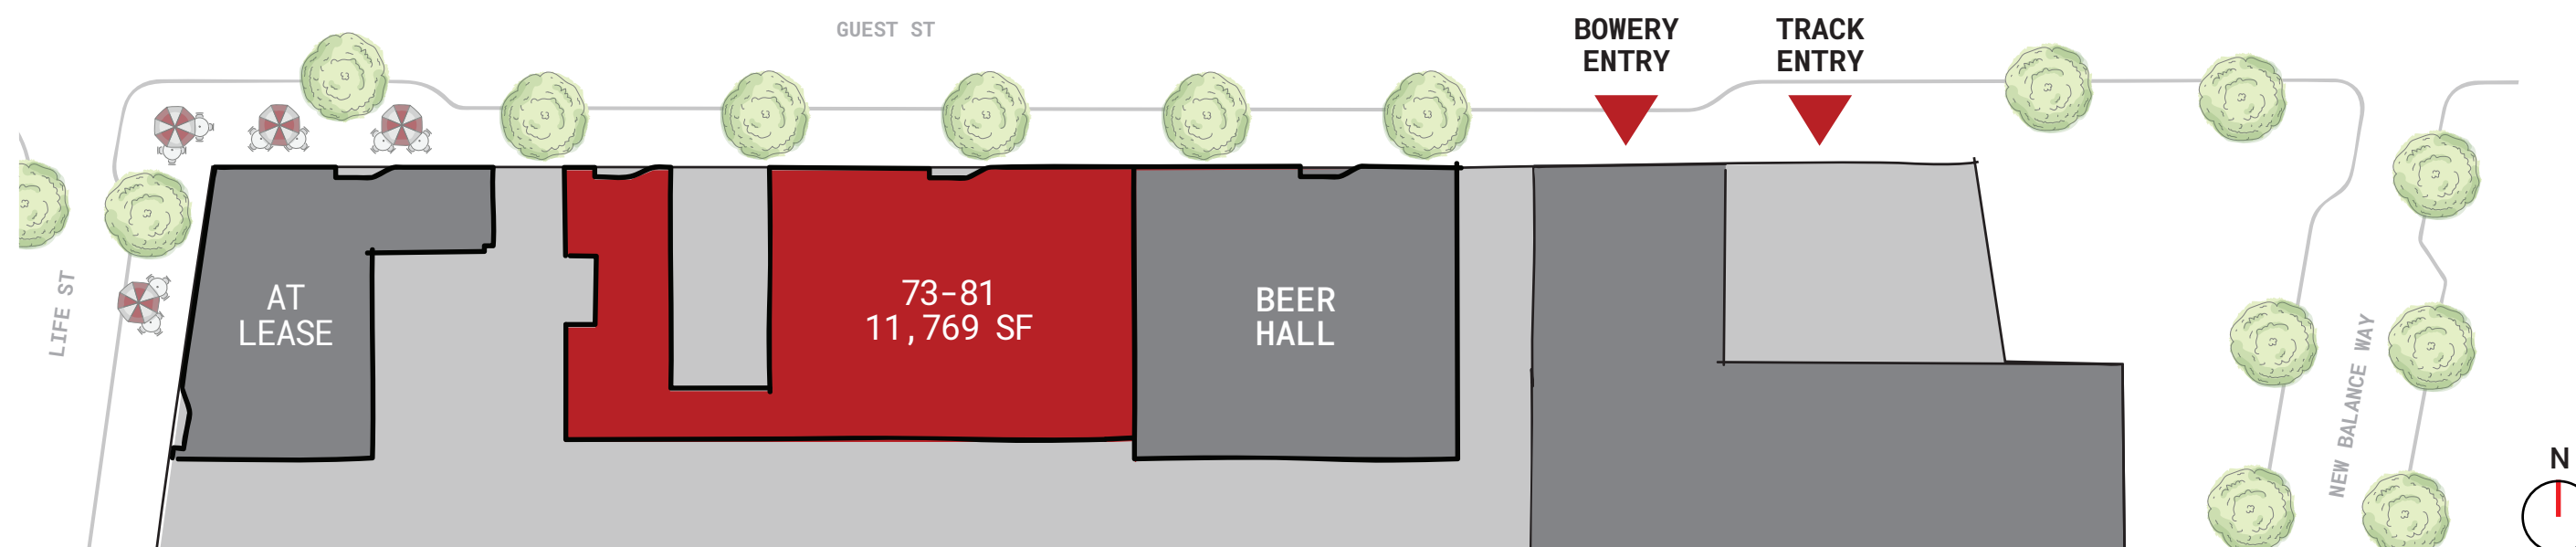 GUEST ST
BOWERY
ENTRY
TRACK
ENTRY
LIFE ST
AT
LEASE
73-81
11,769 SF
BEER
HALL
NEW BALANCE WAY
N